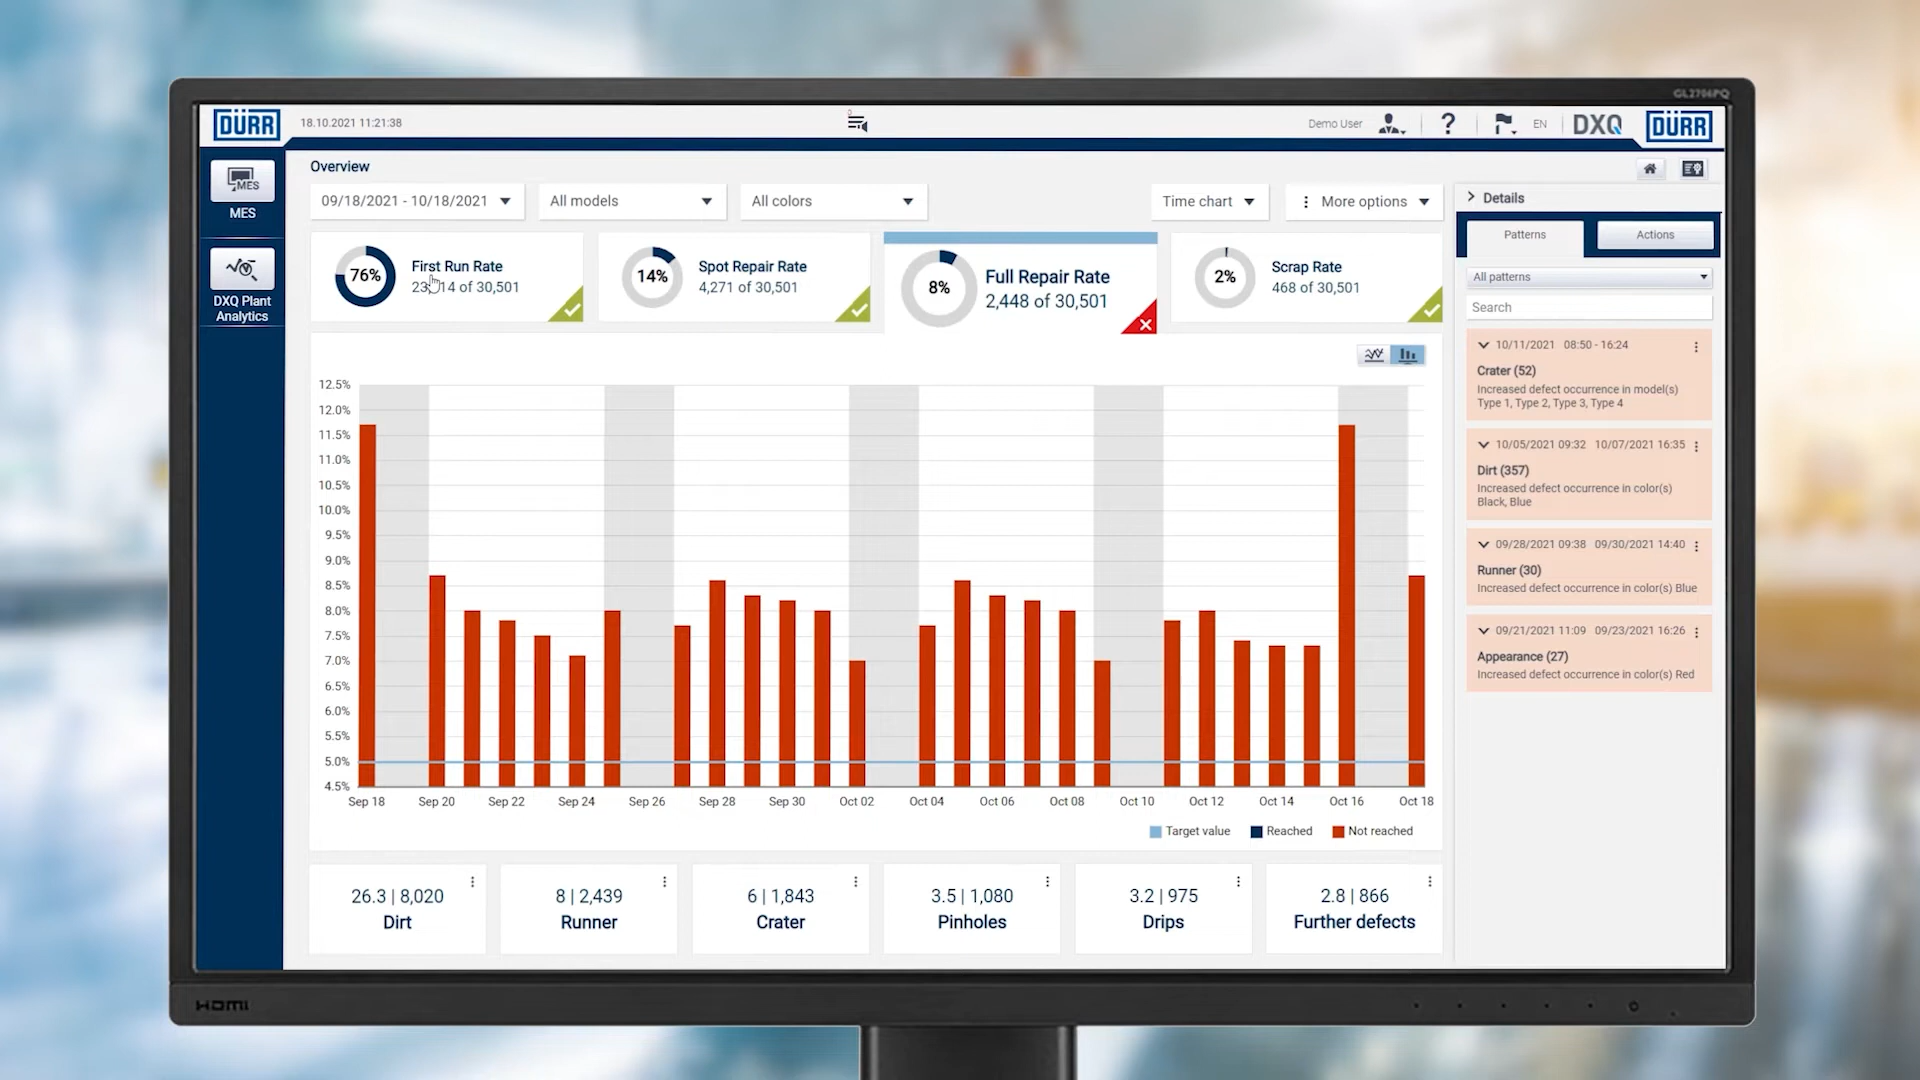 GL2706PQ
DÜRR
18.10.2021 11:21:38
Demo User
?
EN
DXQ
DÜRR
MES
MES
DXQ Plant
Analytics
Overview
09/18/2021 - 10/18/2021
All models
All colors
Time chart
More options
76%
First Run Rate
14 of 30,501
14%
Spot Repair Rate
4,271 of 30,501
8%
Full Repair Rate
2,448 of 30,501
2%
Scrap Rate
468 of 30,501
12.5%
12.0%
11.5%
11.0%
10.5%
10.0%
9.5%
9.0%
8.5%
8.0%
7.5%
7.0%
6.5%
6.0%
5.5%
5.0%
4.5%
Sep 18 Sep 20 Sep 22 Sep 24 Sep 26 Sep 28 Sep 30 Oct 02 Oct 04 Oct 06 Oct 08 Oct 10 Oct 12 Oct 14 Oct 16 Oct 18
Target value Reached Not reached
26.3 | 8,020
Dirt
8 | 2,439
Runner
6 | 1,843
Crater
3.5 | 1,080
Pinholes
3.2 | 975
Drips
2.8 | 866
Further defects
Details
Patterns
Actions
All patterns
Search
10/11/2021 08:50 - 16:24
Crater (52)
Increased defect occurrence in model(s)
Type 1, Type 2, Type 3, Type 4
10/05/2021 09:32 10/07/2021 16:35
Dirt (357)
Increased defect occurrence in color(s)
Black, Blue
09/28/2021 09:38 09/30/2021 14:40
Runner (30)
Increased defect occurrence in color(s) Blue
09/21/2021 11:09 09/23/2021 16:26
Appearance (27)
Increased defect occurrence in color(s) Red
HDMI